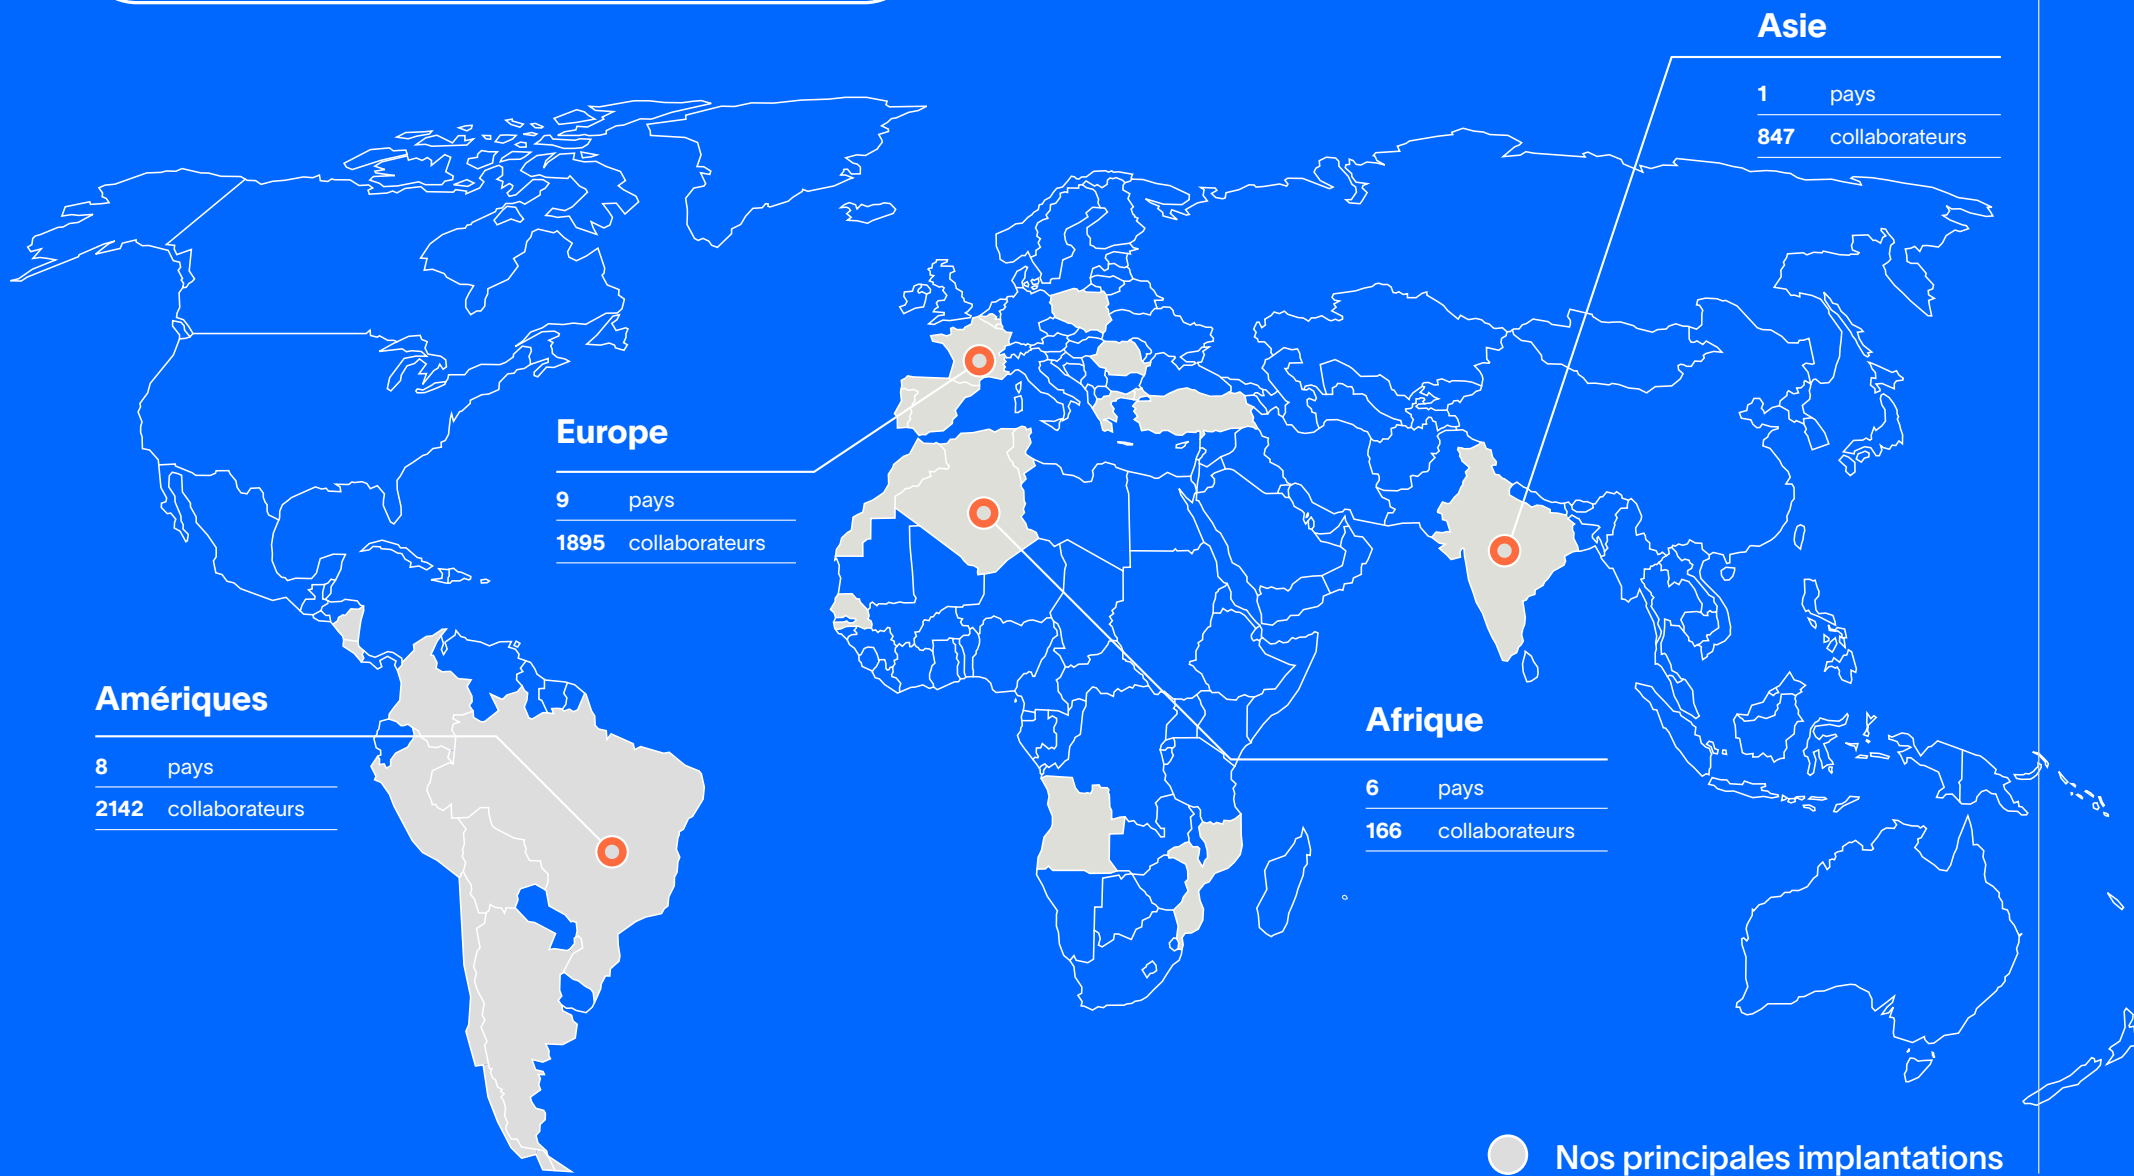 Asie
1 pays
847 collaborateurs
Europe
9 pays
1895 collaborateurs
Amériques
8 pays
2142 collaborateurs
Afrique
6 pays
166 collaborateurs
Nos principales implantations